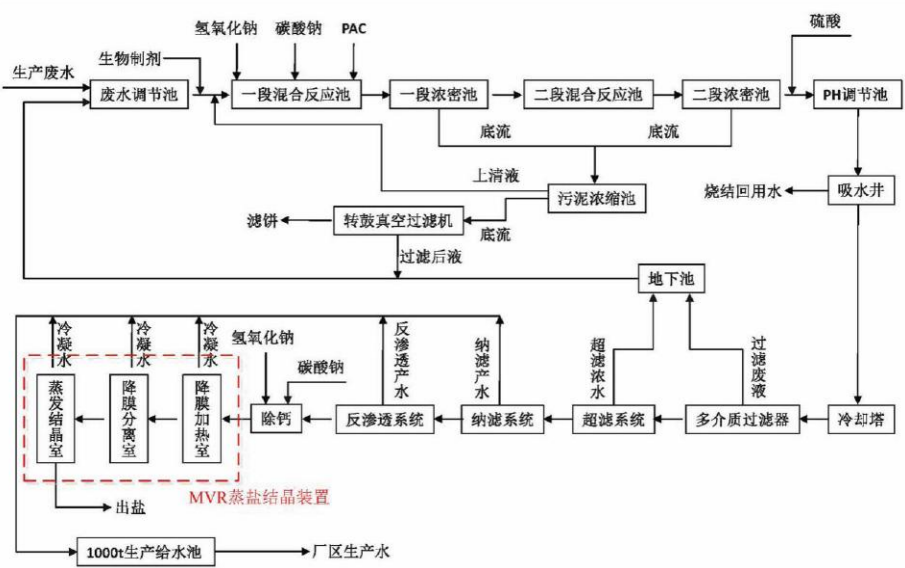 氢氧化钠
碳酸钠
PAC
硫酸
生物制剂
生产废水
废水调节池
一段混合反应池
一段浓密池
二段混合反应池
二段浓密池
PH调节池
底流
底流
上清液
烧结回用水
吸水井
污泥浓缩池
滤饼
转鼓真空过滤机
底流
过滤后液
地下池
冷凝水
冷凝水
冷凝水
氢氧化钠
碳酸钠
反渗透产水
纳滤产水
超滤浓水
过滤废液
蒸发结晶室
降膜分离室
降膜加热室
除钙
反渗透系统
纳滤系统
超滤系统
多介质过滤器
冷却塔
MVR蒸盐结晶装置
出盐
1000t生产给水池
厂区生产水